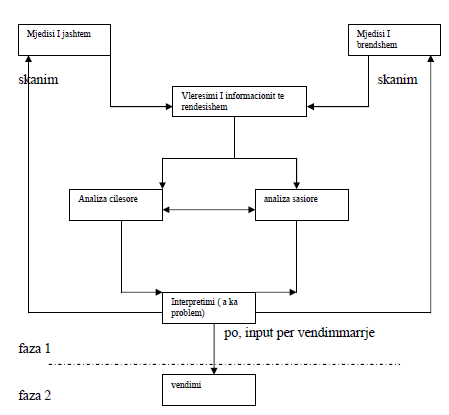 Mjedisi I jashtem
Mjedisi I
brendshem
skanim
skanim
Vleresimi I informacionit te
rendesishem
Analiza cilesore
analiza sasiore
Interpretimi ( a ka
problem)
po, input per vendimmarrje
faza 1
faza 2
vendimi